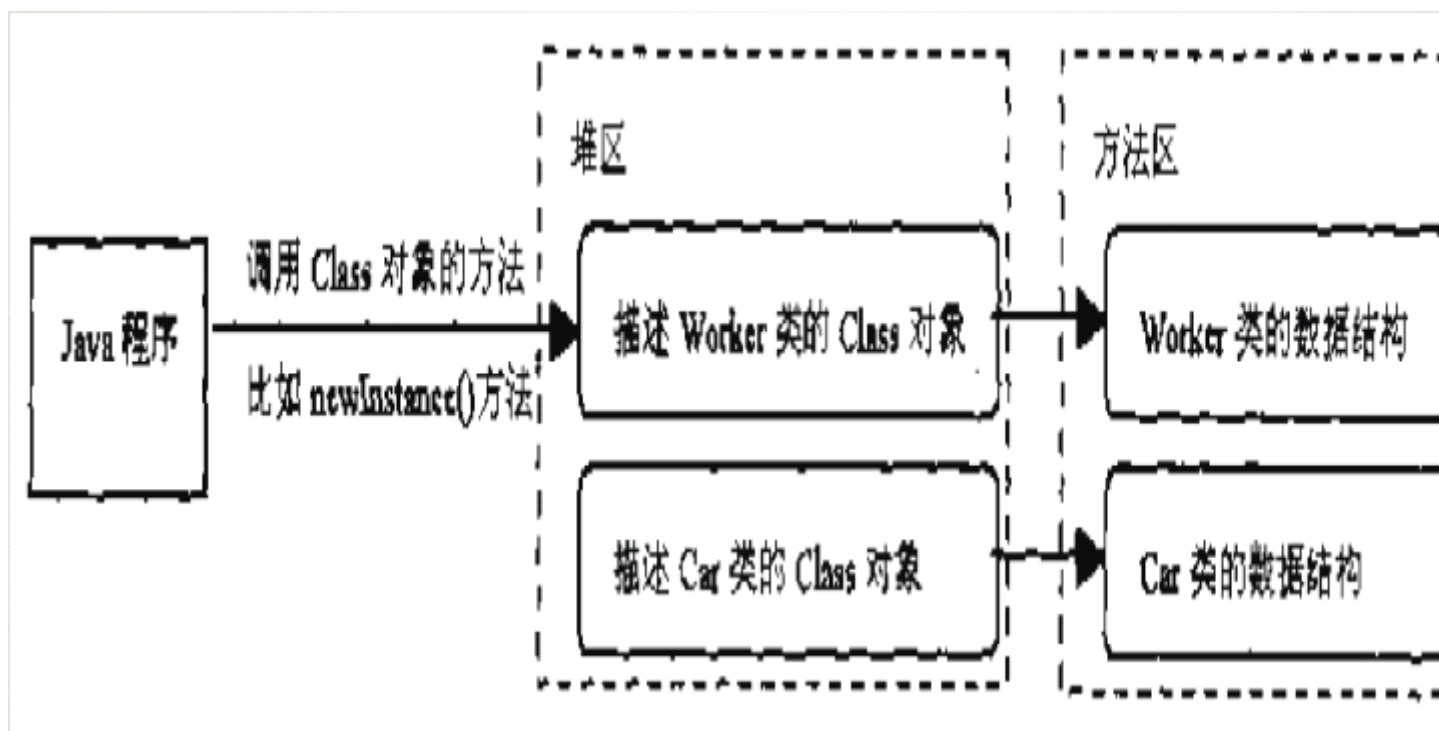 堆区
方法区
调用 Class 对象的方法
Java 程序
比如 newInstance()方法
描述 Worker 类的 Class 对象
Worker 类的数据结构
描述 Car 类的 Class 对象
Car 类的数据结构